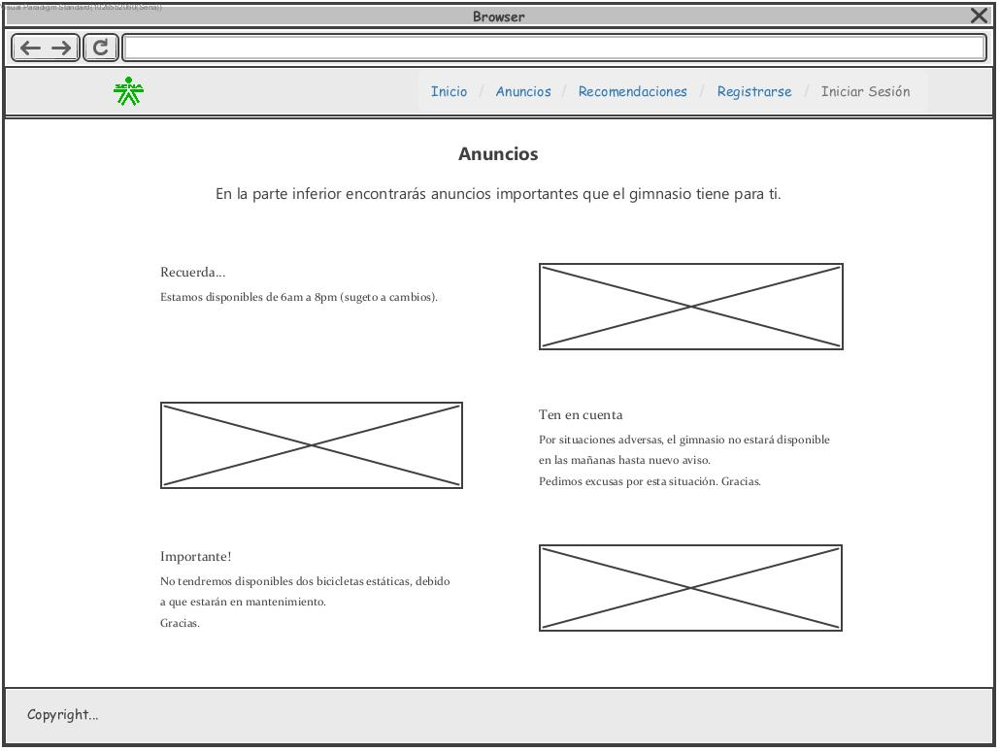 Visual Paradigm Standard(1026552060(Sena))
Browser
SENA
Inicio / Anuncios / Recomendaciones / Registrarse / Iniciar Sesión
Anuncios
En la parte inferior encontrarás anuncios importantes que el gimnasio tiene para ti.
Recuerda...
Estamos disponibles de 6am a 8pm (sugeto a cambios).
Ten en cuenta
Por situaciones adversas, el gimnasio no estará disponible
en las mañanas hasta nuevo aviso.
Pedimos excusas por esta situación. Gracias.
Importante!
No tendremos disponibles dos bicicletas estáticas, debido
a que estarán en mantenimiento.
Gracias.
Copyright...